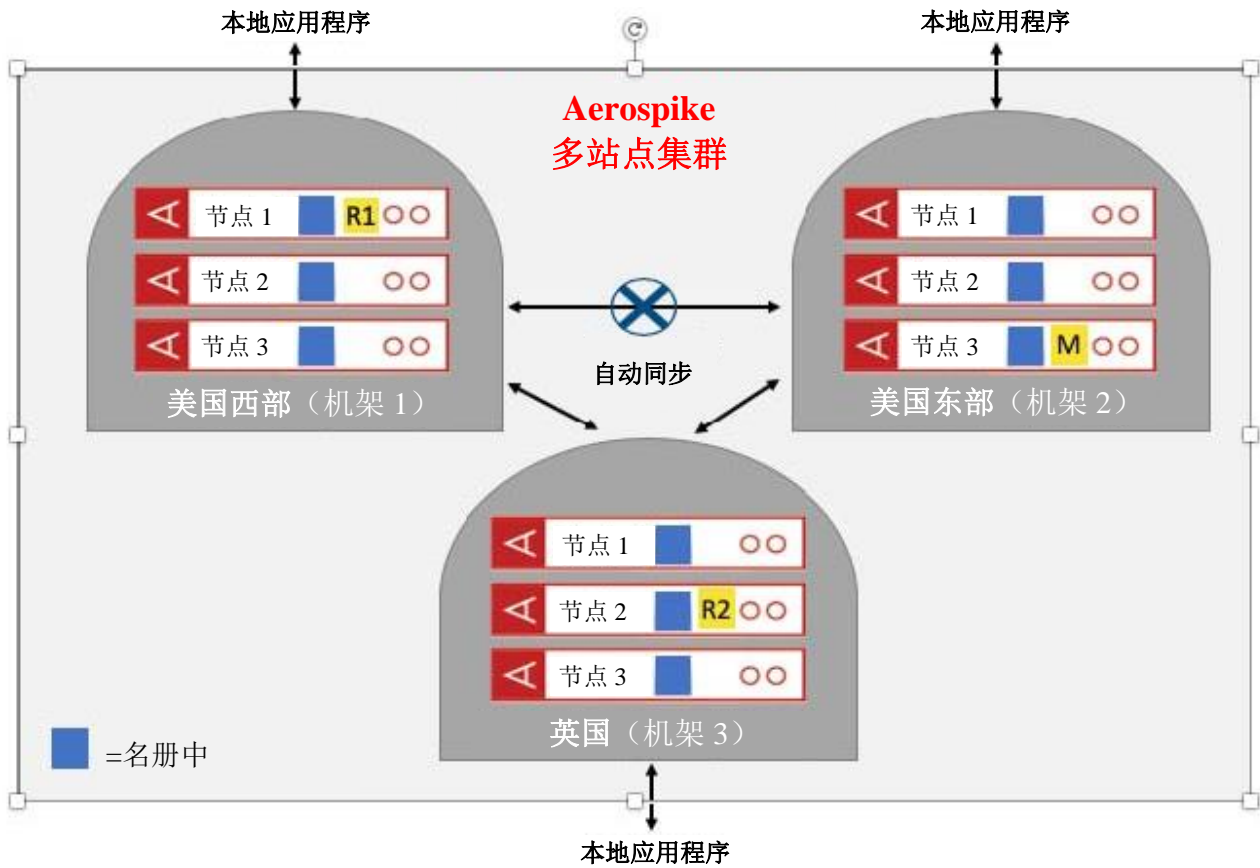 本地应用程序
本地应用程序
Aerospike
多站点集群
节点 1 R1
节点 2
节点 3
美国西部（机架 1）
节点 1
节点 2
节点 3 M
美国东部（机架 2）
自动同步
节点 1
节点 2 R2
节点 3
英国（机架 3）
=名册中
本地应用程序